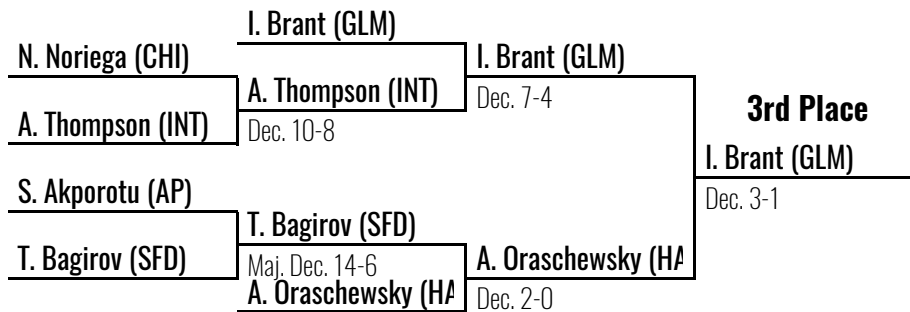 I. Brant (GLM)
N. Noriega (CHI)
I. Brant (GLM)
A. Thompson (INT)
Dec. 7-4
3rd Place
A. Thompson (INT)
Dec. 10-8
I. Brant (GLM)
S. Akporotu (AP)
Dec. 3-1
T. Bagirov (SFD)
T. Bagirov (SFD)
Maj. Dec. 14-6
A. Oraschewsky (HA
A. Oraschewsky (HA
Dec. 2-0